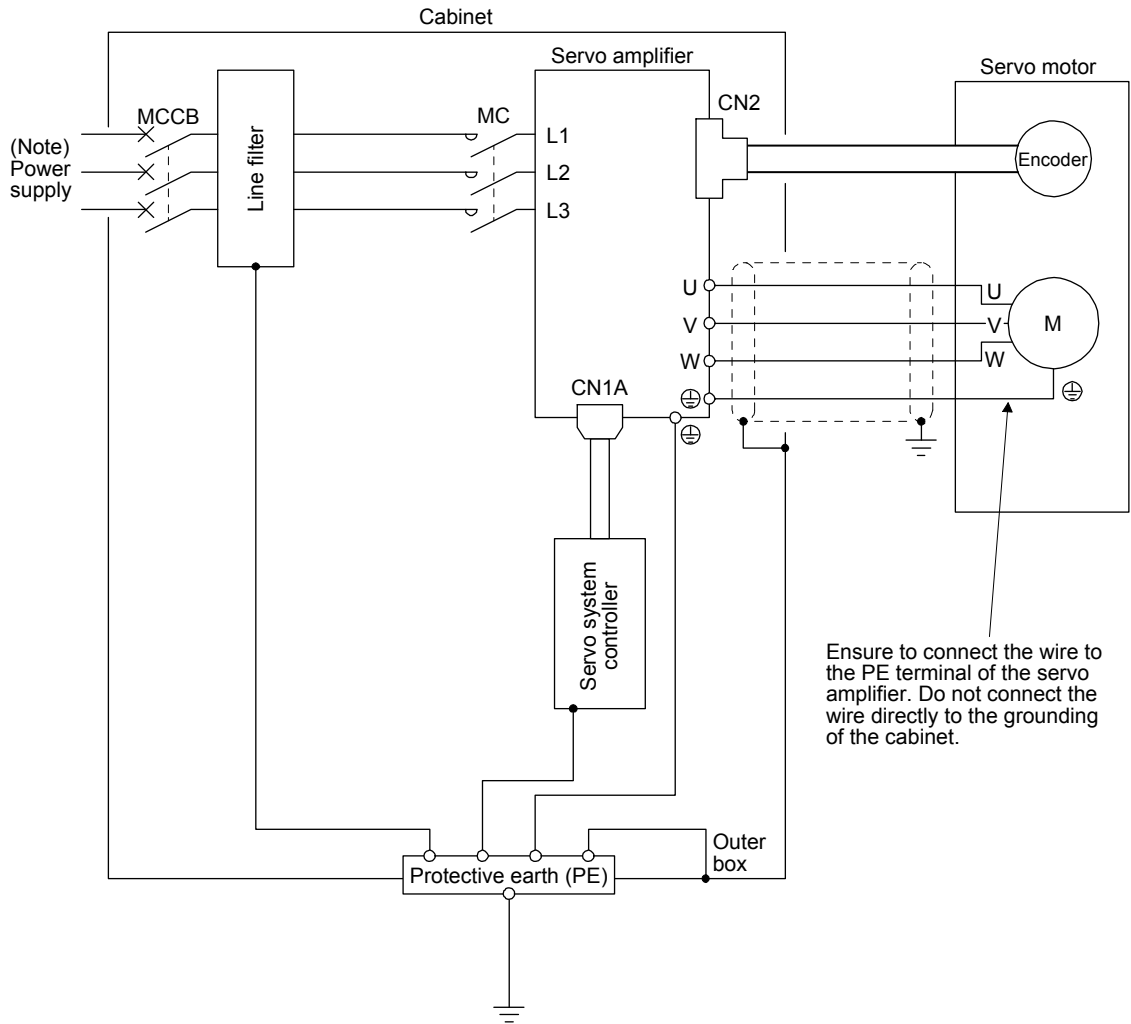 Cabinet
Servo amplifier
Servo motor
MCCB
MC
CN2
(Note)
Power
supply
Line filter
L1
L2
L3
Encoder
U
V
W
U
V
W
M
CN1A
Servo system
controller
Ensure to connect the wire to
the PE terminal of the servo
amplifier. Do not connect the
wire directly to the grounding
of the cabinet.
Outer
box
Protective earth (PE)